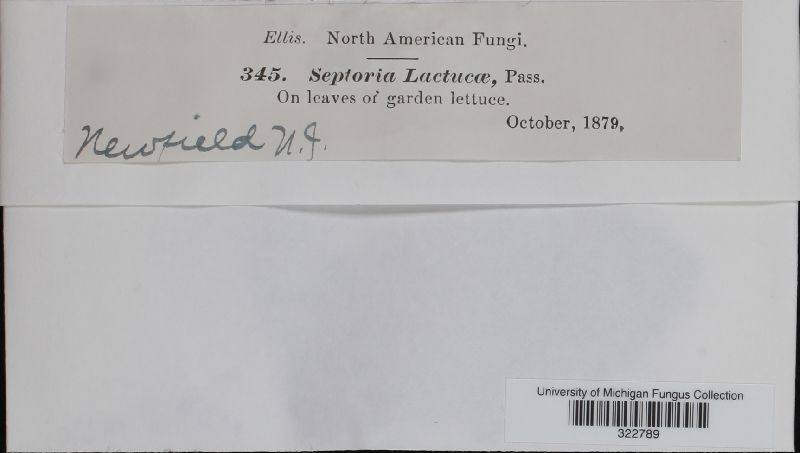 Ellis. North American Fungi.
345. Septoria Lactucæ, Pass.
On leaves of garden lettuce.
October, 1879,
Newfield N.J.
University of Michigan Fungus Collection
322789